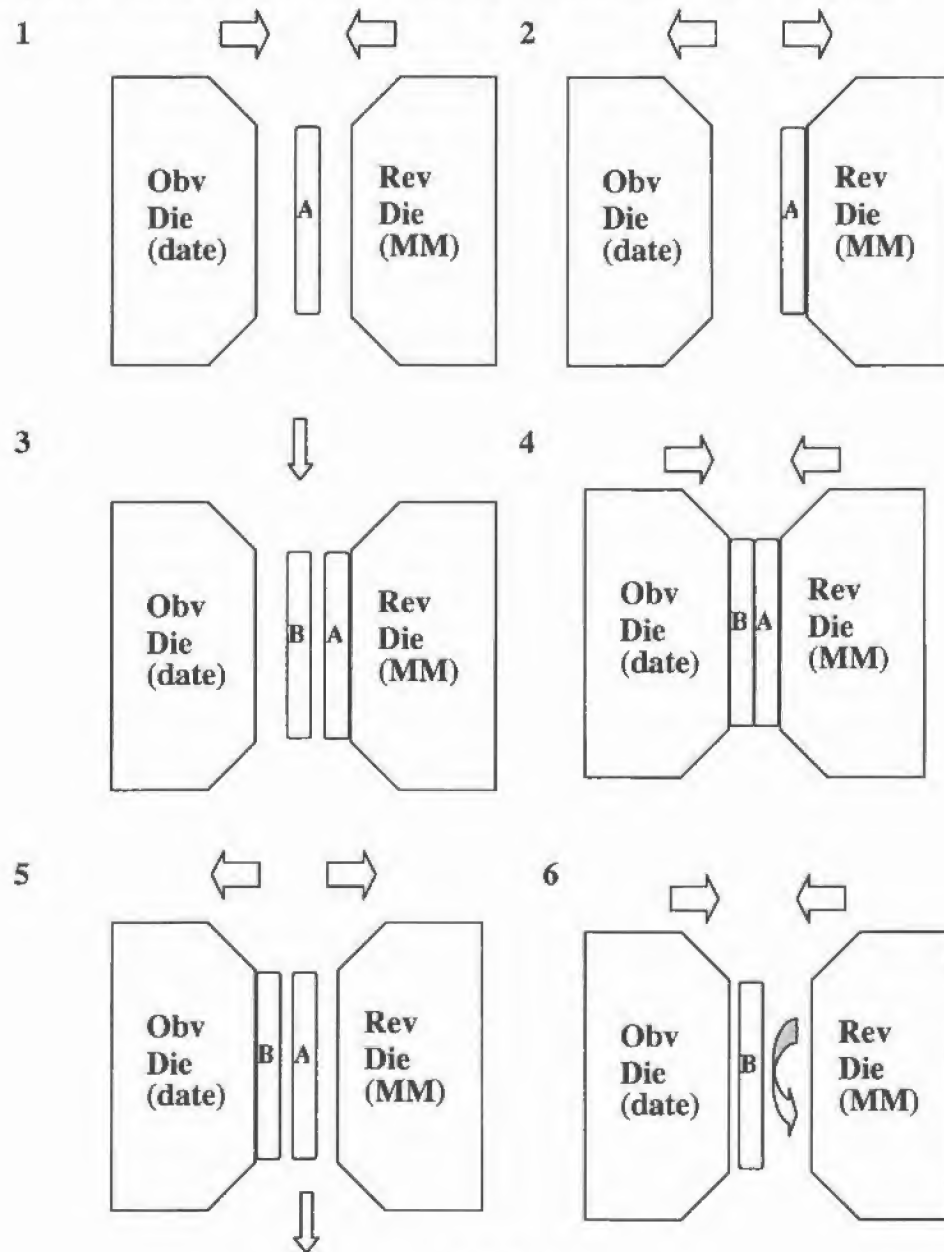 1
Obv
Die
(date)
A
Rev
Die
(MM)
2
Obv
Die
(date)
A
Rev
Die
(MM)
3
Obv
Die
(date)
B
A
Rev
Die
(MM)
4
Obv
Die
(date)
B
A
Rev
Die
(MM)
5
Obv
Die
(date)
B
A
Rev
Die
(MM)
6
Obv
Die
(date)
B
Rev
Die
(MM)